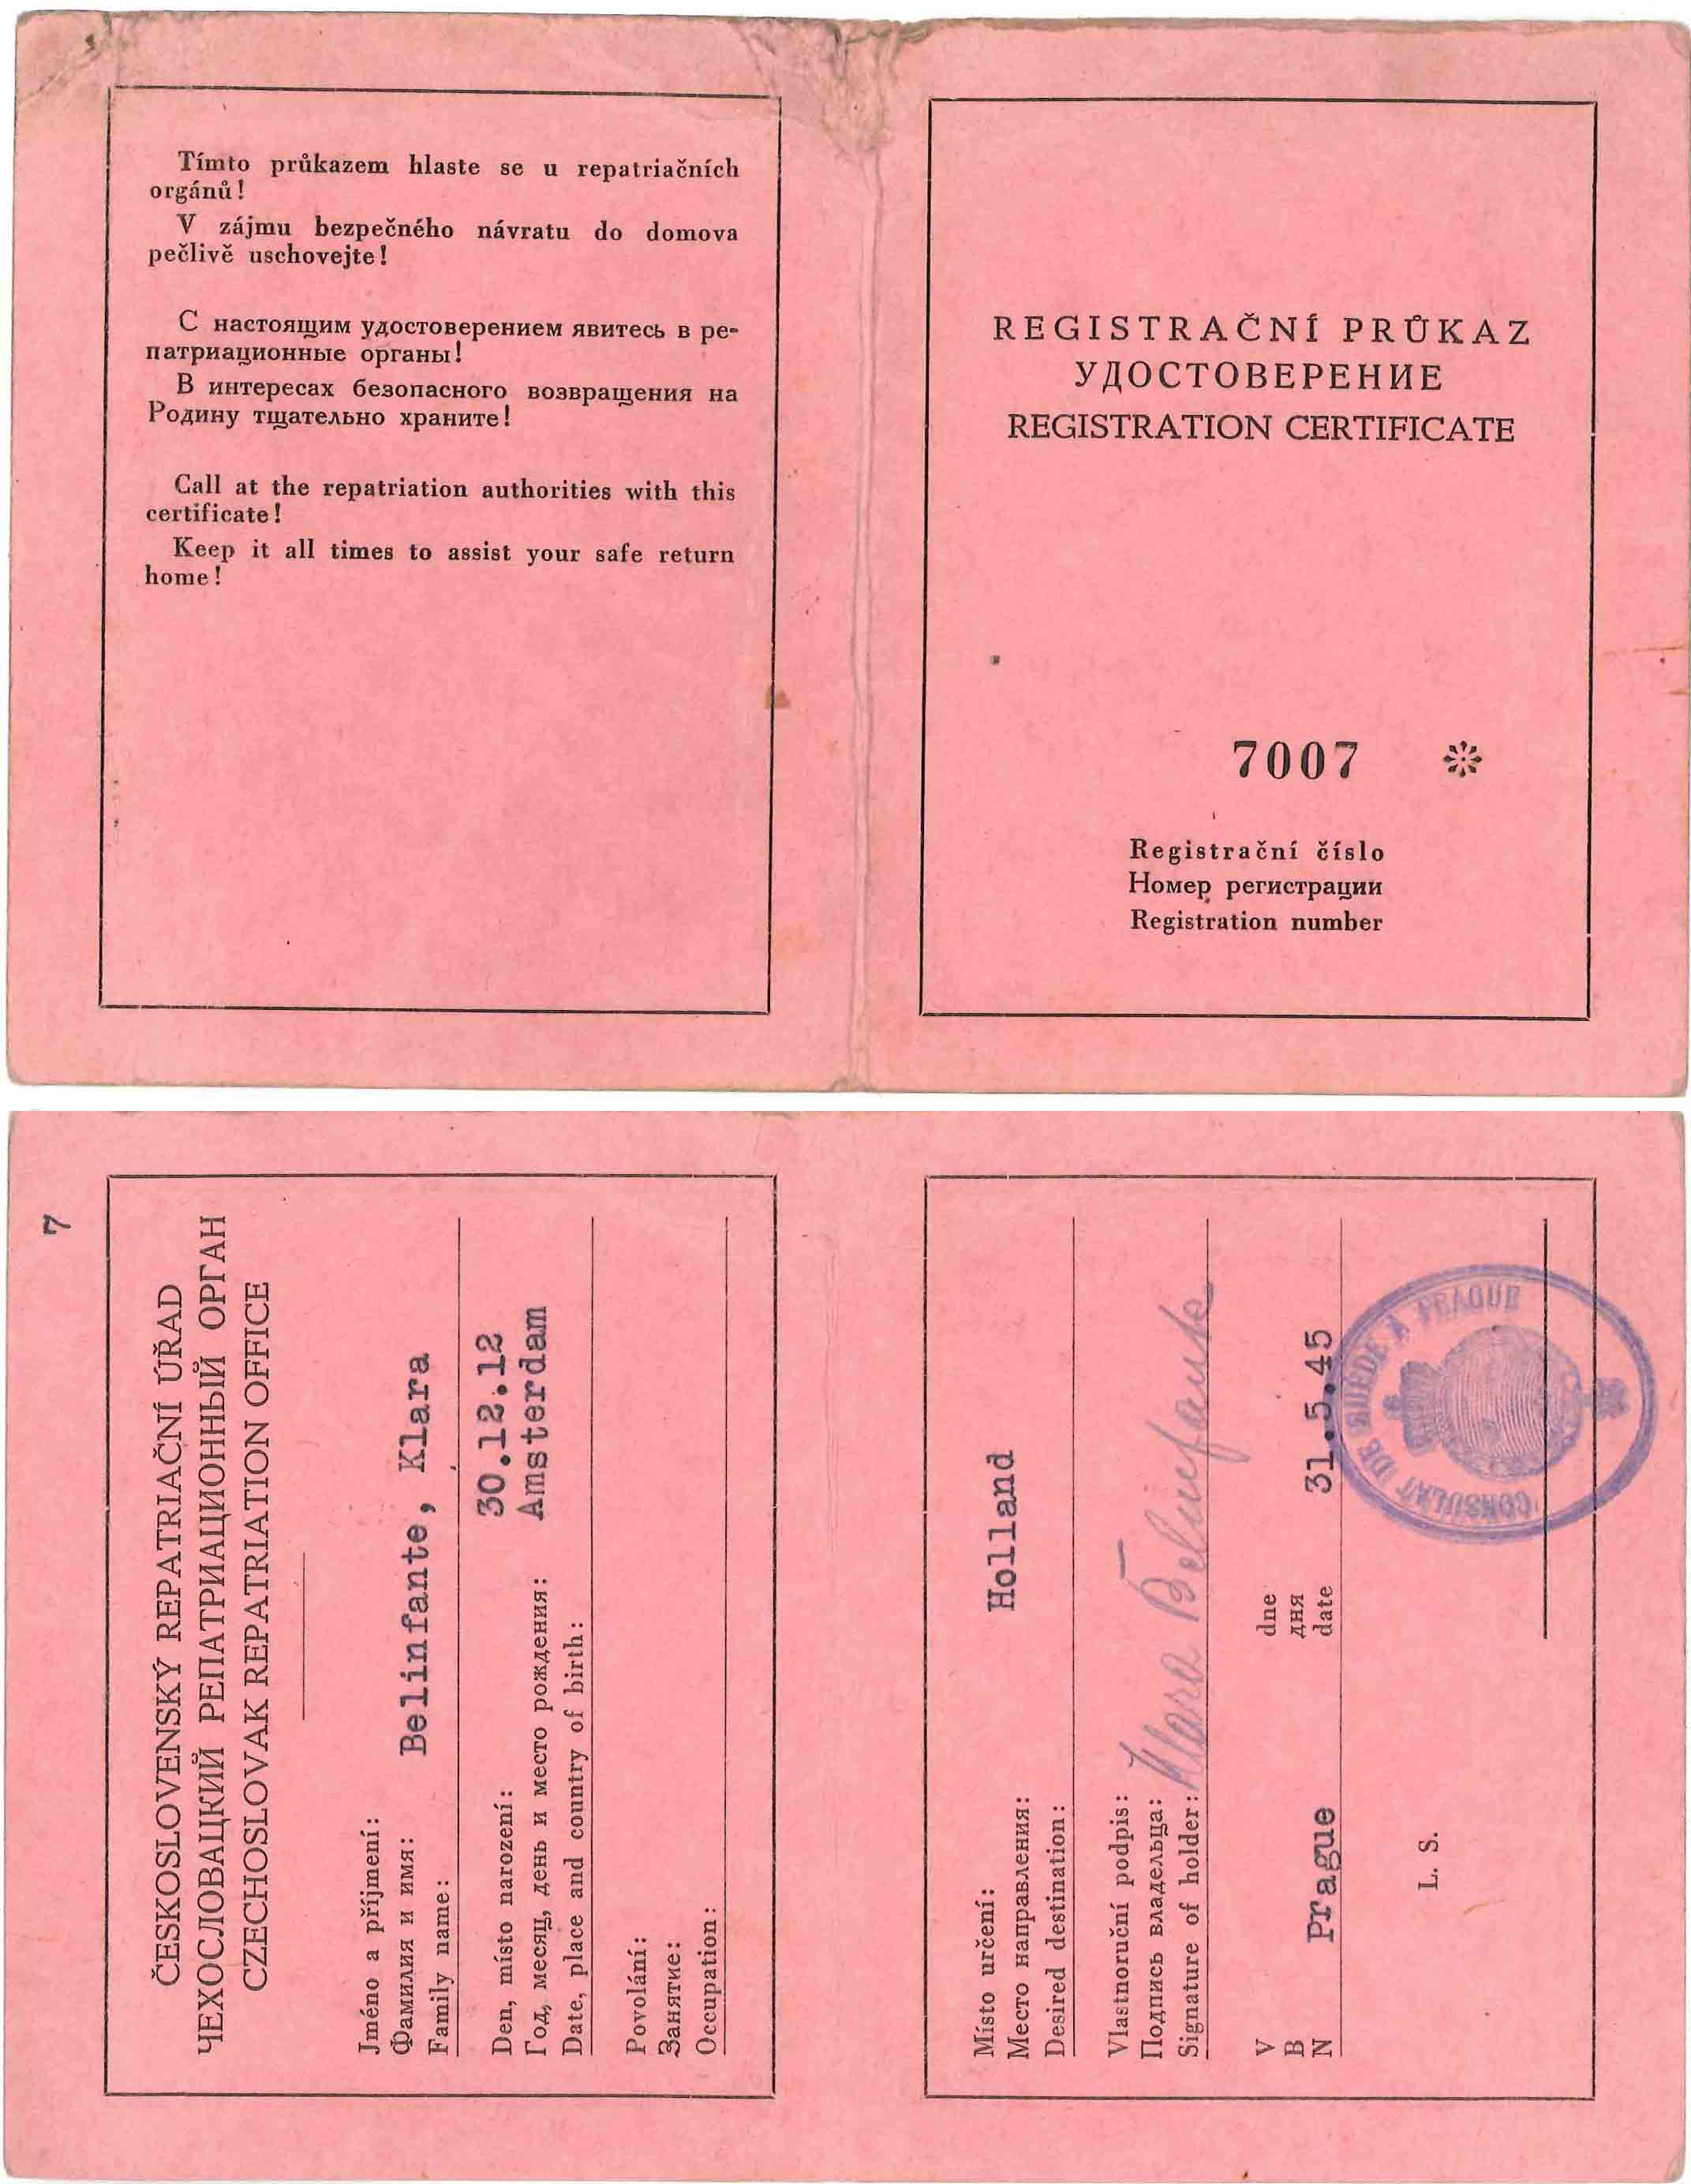 Tímto průkazem hlaste se u repatriačních
orgánů!
V zájmu bezpečného návratu do domova
pečlivě uschovejte!
С настоящим удостоверением явитесь в ре-
патриационные органы!
В интересах безопасного возвращения на
Родину тщательно храните!
Call at the repatriation authorities with this
certificate!
Keep it all times to assist your safe return
home!
REGISTRAČNÍ PRŮKAZ
УДОСТОВЕРЕНИЕ
REGISTRATION CERTIFICATE
7007
Registrační číslo
Номер регистрации
Registration number
7
ČESKOSLOVENSKÝ REPATRIAČNÍ ÚŘAD
ЧЕХОСЛОВАЦКИЙ РЕПАТРИАЦИОННЫЙ ОРГАН
CZECHOSLOVAK REPATRIATION OFFICE
Jméno a příjmení:
Фамилия и имя: Belinfante, Klara
Family name:
Den, místo narození: 30.12.12
Год, месяц, день и место рождения: Amsterdam
Date, place and country of birth:
Povolání:
Занятие:
Occupation:
Místo určení: Holland
Место направления:
Desired destination:
Vlastnoruční podpis:
Подпись владельца: Klara Belinfante
Signature of holder:
V dne
В дня
N Prague date 31.5.45
L. S.
CONSULAT DE SUEDE A PRAGUE